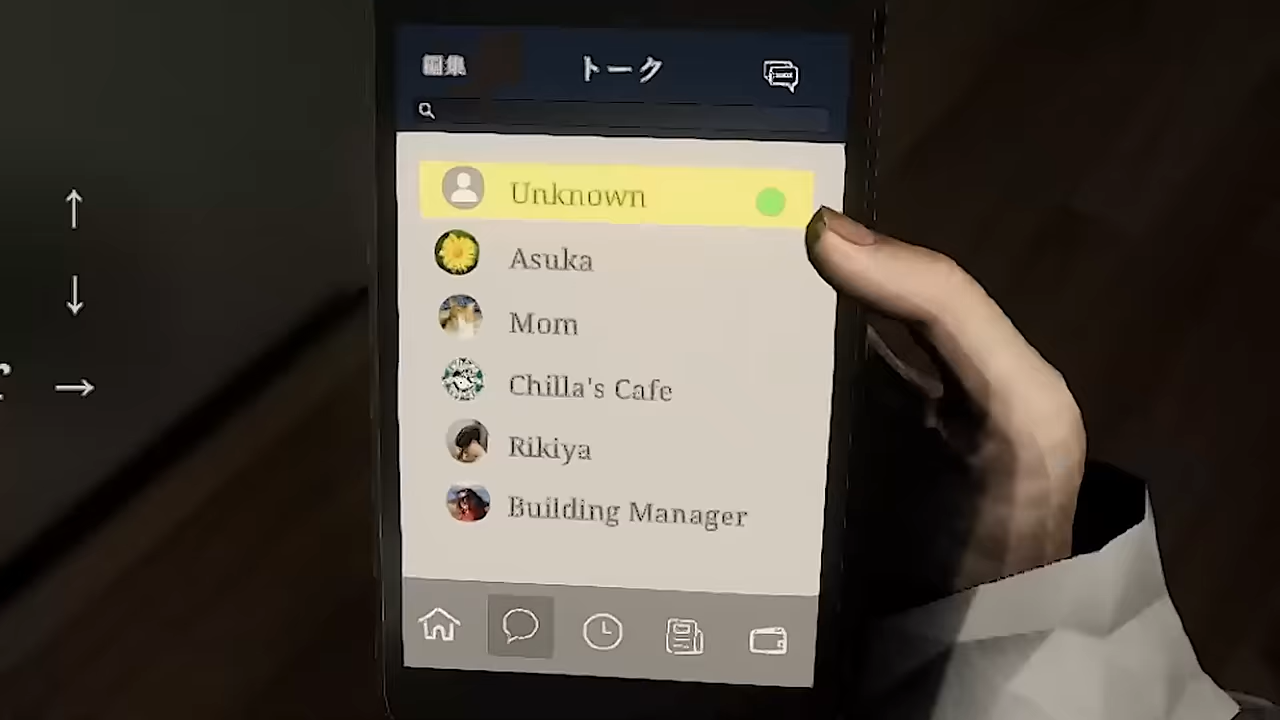 編集
トーク
Unknown
Asuka
Mom
Chilla's Cafe
Rikiya
Building Manager
↑
↓
→